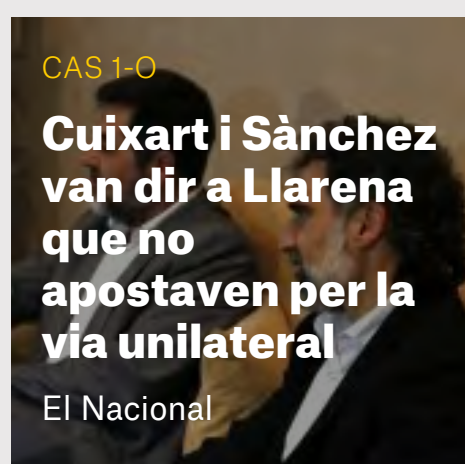 CAS 1-O
Cuixart i Sànchez
van dir a Llarena
que no
apostaven per la
via unilateral
El Nacional